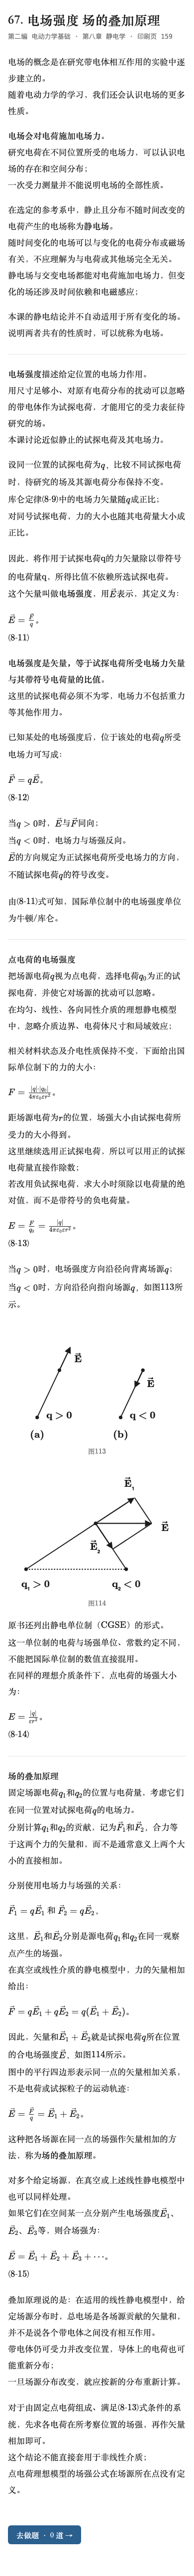 67. 电场强度 场的叠加原理
第二编 电动力学基础 · 第八章 静电学 · 印刷页 159
电场的概念是在研究带电体相互作用的实验中逐
步建立的。
随着电动力学的学习，我们还会认识电场的更多
性质。
电场会对电荷施加电场力。
研究电荷在不同位置所受的电场力，可以认识电
场的存在和空间分布；
一次受力测量并不能说明电场的全部性质。
在选定的参考系中，静止且分布不随时间改变的
电荷产生的电场称为静电场。
随时间变化的电场可以与变化的电荷分布或磁场
有关，不应理解为与电荷或其他场完全无关。
静电场与交变电场都能对电荷施加电场力，但变
化的场还涉及时间依赖和电磁感应；
本课的静电结论并不自动适用于所有变化的场。
说明两者共有的性质时，可以统称为电场。
电场强度描述给定位置的电场力作用。
用尺寸足够小、对原有电荷分布的扰动可以忽略
的带电体作为试探电荷，才能用它的受力表征待
研究的场。
本课讨论近似静止的试探电荷及其电场力。
设同一位置的试探电荷为q，比较不同试探电荷
时，待研究的场及其源电荷分布保持不变。
库仑定律(8-9)中的电场力矢量随q成正比；
对同号试探电荷，力的大小也随其电荷量大小成
正比。
因此，将作用于试探电荷q的力矢量除以带符号
的电荷量q，所得比值不依赖所选试探电荷。
这个矢量叫做电场强度，用E⃗表示，其定义为：
E⃗ = F⃗/q。
(8-11)
电场强度是矢量，等于试探电荷所受电场力矢量
与其带符号电荷量的比值。
这里的试探电荷必须不为零，电场力不包括重力
等其他作用力。
已知某处的电场强度后，位于该处的电荷q所受
电场力可写成：
F⃗ = qE⃗。
(8-12)
当q > 0时，E⃗与F⃗同向；
当q < 0时，电场力与场强反向。
E⃗的方向规定为正试探电荷所受电场力的方向，
不随试探电荷q的符号改变。
由(8-11)式可知，国际单位制中的电场强度单位
为牛顿/库仑。
点电荷的电场强度
把场源电荷q视为点电荷，选择电荷q₀为正的试
探电荷，并使它对场源的扰动可以忽略。
在均匀、线性、各向同性介质的理想静电模型
中，忽略介质边界、电荷体尺寸和局域效应；
相关材料状态及介电性质保持不变，下面给出国
际单位制下的力的大小：
F = |q|·|q₀|/4πε₀εr²。
距场源电荷为r的位置，场强大小由试探电荷所
受力的大小得到。
这里继续选用正试探电荷，所以可以用正的试探
电荷量直接作除数；
若改用负试探电荷，求大小时须除以电荷量的绝
对值，而不是带符号的负电荷量。
E = F/q₀ = |q|/4πε₀εr²。
(8-13)
当q > 0时，电场强度方向沿径向背离场源q；
当q < 0时，方向沿径向指向场源q，如图113所
示。
E⃗
q > 0
(a)
E⃗
q < 0
(b)
图113
E⃗₁
E⃗
E⃗₂
q₁ > 0
q₂ < 0
图114
原书还列出静电单位制（CGSE）的形式。
这一单位制的电荷与场强单位、常数约定不同，
不能把国际单位制的数值直接混用。
在同样的理想介质条件下，点电荷的场强大小
为：
E = |q|/εr²。
(8-14)
场的叠加原理
固定场源电荷q₁和q₂的位置与电荷量，考虑它们
在同一位置对试探电荷q的电场力。
分别计算q₁和q₂的贡献，记为F⃗₁和F⃗₂，合力等
于这两个力的矢量和，而不是通常意义上两个大
小的直接相加。
分别使用电场力与场强的关系：
F⃗₁ = qE⃗₁ 和 F⃗₂ = qE⃗₂，
这里，E⃗₁和E⃗₂分别是源电荷q₁和q₂在同一观察
点产生的场强。
在真空或线性介质的静电模型中，力的矢量相加
给出：
F⃗ = qE⃗₁ + qE⃗₂ = q(E⃗₁ + E⃗₂)。
因此，矢量和E⃗₁ + E⃗₂就是试探电荷q所在位置
的合电场强度E⃗，如图114所示。
图中的平行四边形表示同一点的矢量相加关系，
不是电荷或试探粒子的运动轨迹：
E⃗ = F⃗/q = E⃗₁ + E⃗₂。
这种把各场源在同一点的场强作矢量相加的方
法，称为场的叠加原理。
对多个给定场源，在真空或上述线性静电模型中
也可以同样处理。
如果它们在空间某一点分别产生电场强度E⃗₁、
E⃗₂、E⃗₃等，则合场强为：
E⃗ = E⃗₁ + E⃗₂ + E⃗₃ + ⋯。
(8-15)
叠加原理说的是：在适用的线性静电模型中，给
定场源分布时，总电场是各场源贡献的矢量和，
并不是说各个带电体之间没有相互作用。
带电体仍可受力并改变位置，导体上的电荷也可
能重新分布；
一旦场源分布改变，就应按新的分布重新计算。
对于由固定点电荷组成、满足(8-13)式条件的系
统，先求各电荷在所考察位置的场强，再作矢量
相加即可。
这个结论不能直接套用于非线性介质；
点电荷理想模型的场强公式在场源所在点没有定
义。
去做题 · 0 道 →